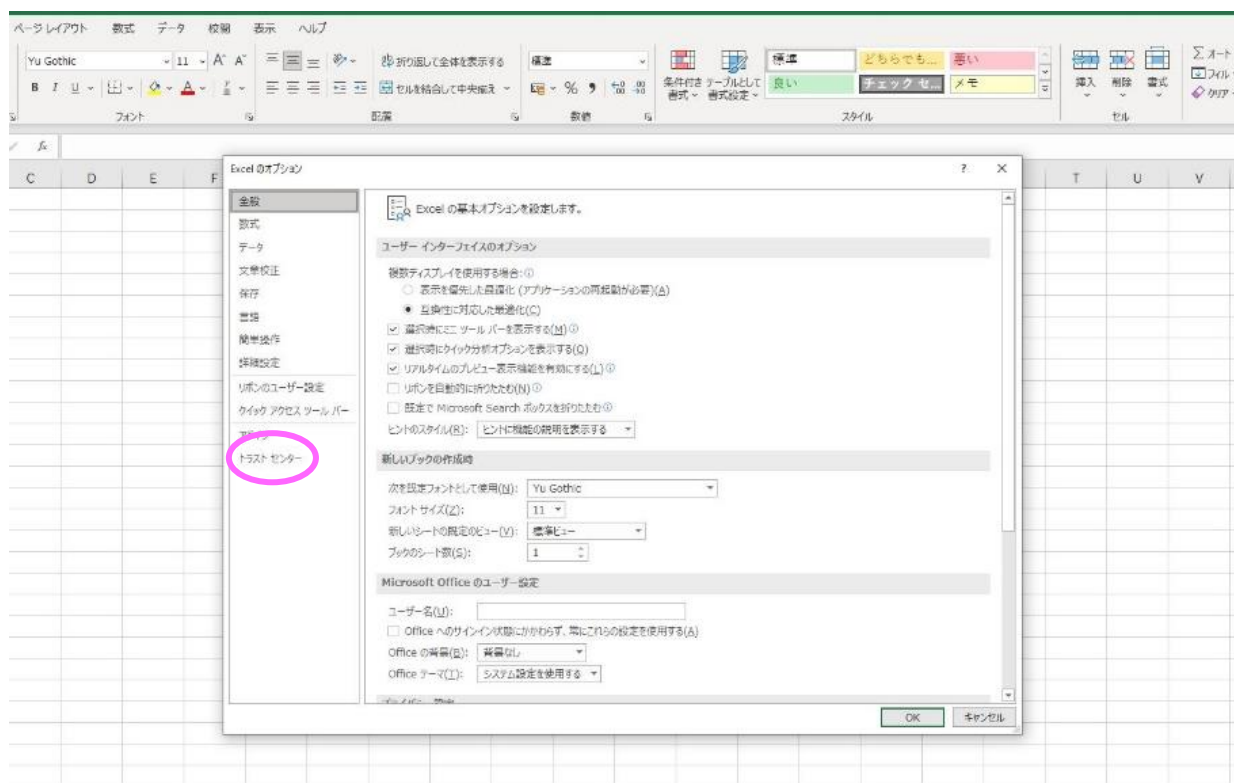 ページ レイアウト 数式 データ 校閲 表示 ヘルプ
Yu Gothic 11 A A 折り返して全体を表示する 標準 標準 どちらでも... 悪い
B I U A セルを結合して中央揃え % 条件付き書式 テーブルとして書式設定 良い チェック セ... メモ 挿入 削除 書式 Σ オート
フィル
クリア
フォント 配置 数値 スタイル セル
fx
C D E F T U V
Excel のオプション ? ×
全般
数式
データ
文章校正
保存
言語
簡単操作
詳細設定
リボンのユーザー設定
クイック アクセス ツール バー
アドイン
トラスト センター
Excel の基本オプションを設定します。
ユーザー インターフェイスのオプション
複数ディスプレイを使用する場合:
表示を優先した最適化 (アプリケーションの再起動が必要)(A)
互換性に対応した最適化(C)
選択時にミニ ツール バーを表示する(M)
選択時にクイック分析オプションを表示する(Q)
リアルタイムのプレビュー表示機能を有効にする(L)
リボンを自動的に折りたたむ(N)
既定で Microsoft Search ボックスを折りたたむ
ヒントのスタイル(R): ヒントに機能の説明を表示する
新しいブックの作成時
次を既定フォントとして使用(N): Yu Gothic
フォント サイズ(Z): 11
新しいシートの既定のビュー(V): 標準ビュー
ブックのシート数(S): 1
Microsoft Office のユーザー設定
ユーザー名(U):
Office へのサインイン状態にかかわらず、常にこれらの設定を使用する(A)
Office の背景(B): 背景なし
Office テーマ(T): システム設定を使用する
OK キャンセル